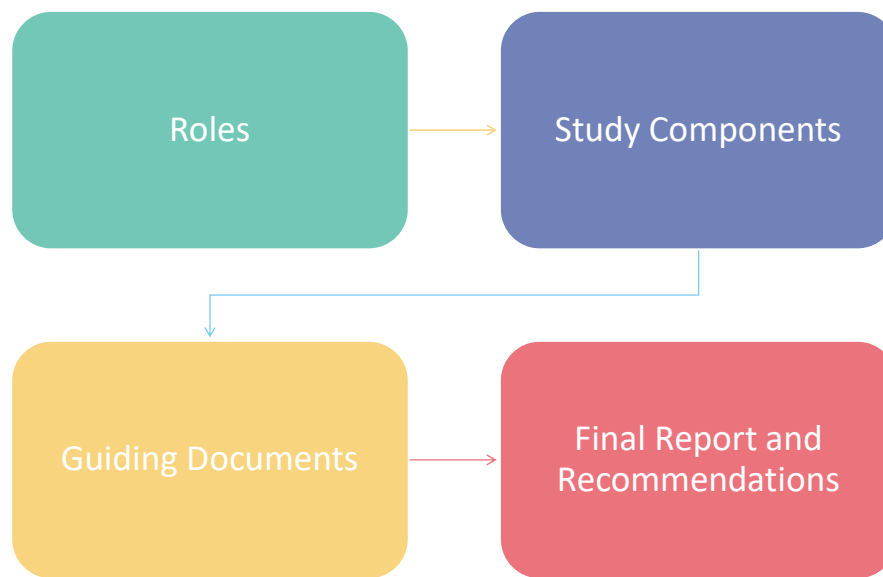 Roles
Study Components
Guiding Documents
Final Report and
Recommendations